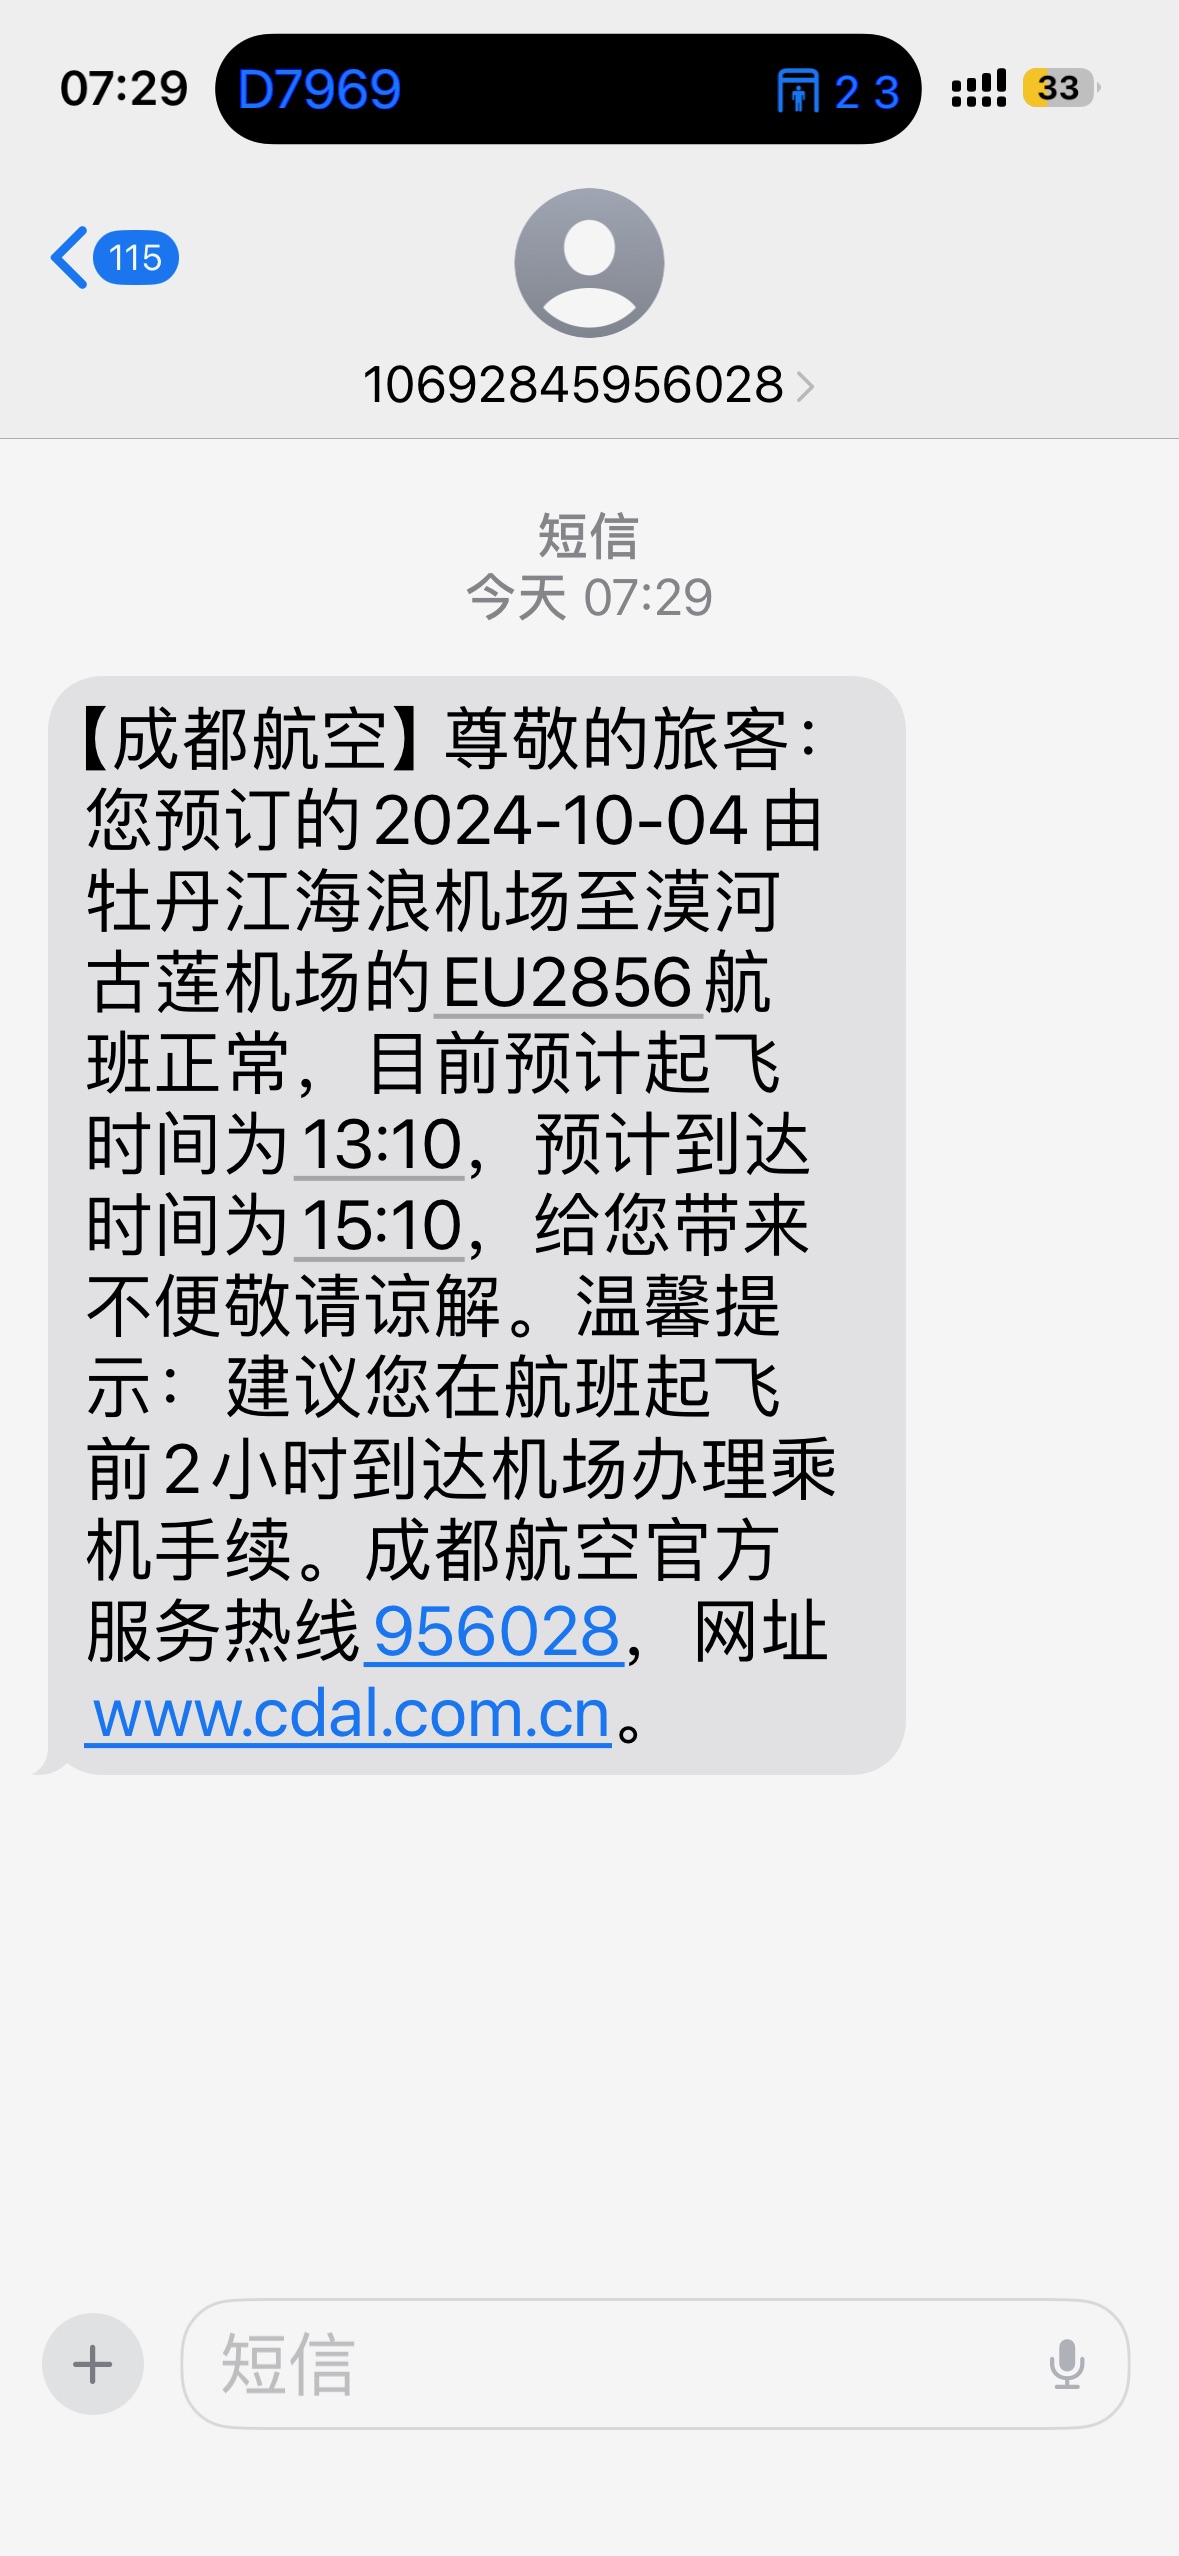 07:29 D7969 2 3 33
115
10692845956028
短信
今天 07:29
【成都航空】尊敬的旅客：
您预订的2024-10-04由
牡丹江海浪机场至漠河
古莲机场的EU2856航
班正常，目前预计起飞
时间为13:10，预计到达
时间为15:10，给您带来
不便敬请谅解。温馨提
示：建议您在航班起飞
前2小时到达机场办理乘
机手续。成都航空官方
服务热线956028，网址
www.cdal.com.cn。
短信